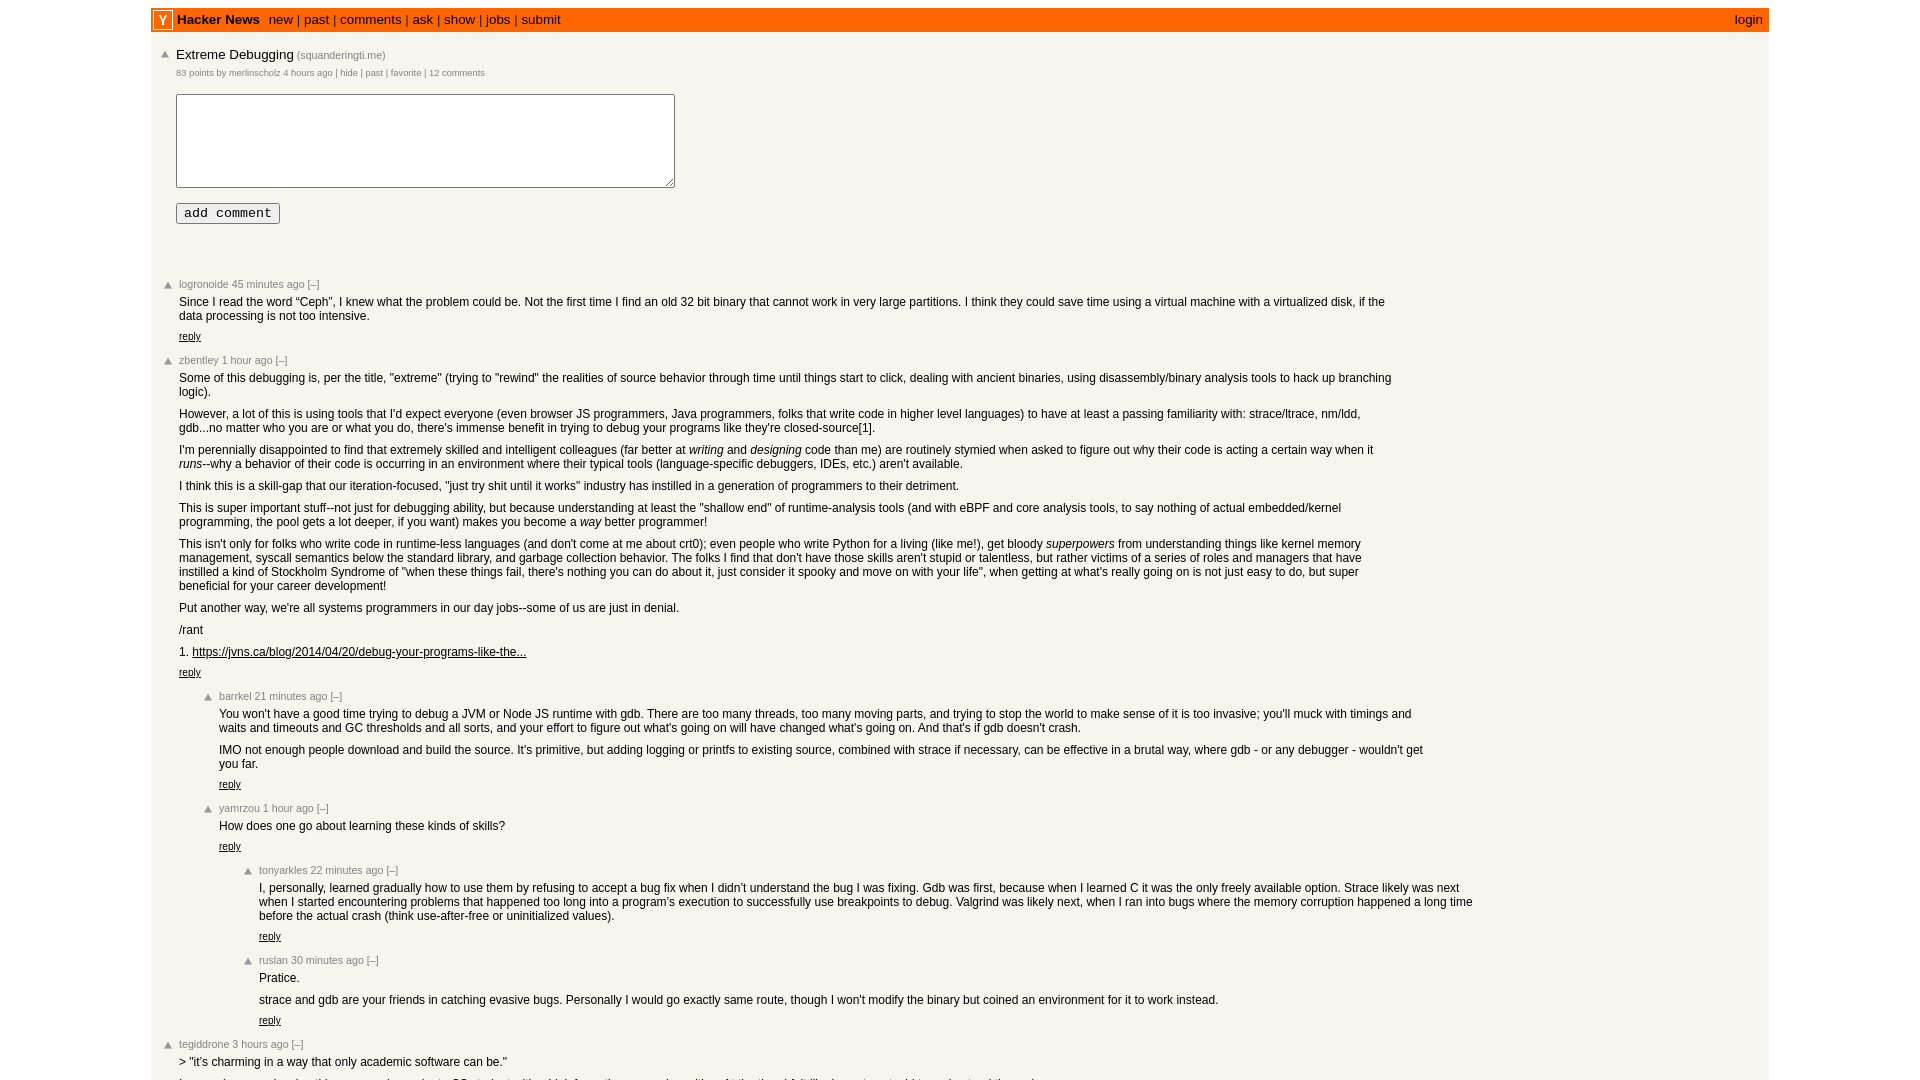 Y Hacker News new | past | comments | ask | show | jobs | submit login
Extreme Debugging (squanderingti.me)
83 points by merlinscholz 4 hours ago | hide | past | favorite | 12 comments
add comment
logronoide 45 minutes ago [–]
Since I read the word “Ceph”, I knew what the problem could be. Not the first time I find an old 32 bit binary that cannot work in very large partitions. I think they could save time using a virtual machine with a virtualized disk, if the
data processing is not too intensive.
reply
zbentley 1 hour ago [–]
Some of this debugging is, per the title, "extreme" (trying to "rewind" the realities of source behavior through time until things start to click, dealing with ancient binaries, using disassembly/binary analysis tools to hack up branching
logic).
However, a lot of this is using tools that I'd expect everyone (even browser JS programmers, Java programmers, folks that write code in higher level languages) to have at least a passing familiarity with: strace/ltrace, nm/ldd,
gdb...no matter who you are or what you do, there's immense benefit in trying to debug your programs like they're closed-source[1].
I'm perennially disappointed to find that extremely skilled and intelligent colleagues (far better at writing and designing code than me) are routinely stymied when asked to figure out why their code is acting a certain way when it
runs--why a behavior of their code is occurring in an environment where their typical tools (language-specific debuggers, IDEs, etc.) aren't available.
I think this is a skill-gap that our iteration-focused, "just try shit until it works" industry has instilled in a generation of programmers to their detriment.
This is super important stuff--not just for debugging ability, but because understanding at least the "shallow end" of runtime-analysis tools (and with eBPF and core analysis tools, to say nothing of actual embedded/kernel
programming, the pool gets a lot deeper, if you want) makes you become a way better programmer!
This isn't only for folks who write code in runtime-less languages (and don't come at me about crt0); even people who write Python for a living (like me!), get bloody superpowers from understanding things like kernel memory
management, syscall semantics below the standard library, and garbage collection behavior. The folks I find that don't have those skills aren't stupid or talentless, but rather victims of a series of roles and managers that have
instilled a kind of Stockholm Syndrome of "when these things fail, there's nothing you can do about it, just consider it spooky and move on with your life", when getting at what's really going on is not just easy to do, but super
beneficial for your career development!
Put another way, we're all systems programmers in our day jobs--some of us are just in denial.
/rant
1. https://jvns.ca/blog/2014/04/20/debug-your-programs-like-the...
reply
barrkel 21 minutes ago [–]
You won't have a good time trying to debug a JVM or Node JS runtime with gdb. There are too many threads, too many moving parts, and trying to stop the world to make sense of it is too invasive; you'll muck with timings and
waits and timeouts and GC thresholds and all sorts, and your effort to figure out what's going on will have changed what's going on. And that's if gdb doesn't crash.
IMO not enough people download and build the source. It's primitive, but adding logging or printfs to existing source, combined with strace if necessary, can be effective in a brutal way, where gdb - or any debugger - wouldn't get
you far.
reply
yamrzou 1 hour ago [–]
How does one go about learning these kinds of skills?
reply
tonyarkles 22 minutes ago [–]
I, personally, learned gradually how to use them by refusing to accept a bug fix when I didn’t understand the bug I was fixing. Gdb was first, because when I learned C it was the only freely available option. Strace likely was next
when I started encountering problems that happened too long into a program’s execution to successfully use breakpoints to debug. Valgrind was likely next, when I ran into bugs where the memory corruption happened a long time
before the actual crash (think use-after-free or uninitialized values).
reply
ruslan 30 minutes ago [–]
Pratice.
strace and gdb are your friends in catching evasive bugs. Personally I would go exactly same route, though I won't modify the binary but coined an environment for it to work instead.
reply
tegiddrone 3 hours ago [–]
> "it’s charming in a way that only academic software can be."